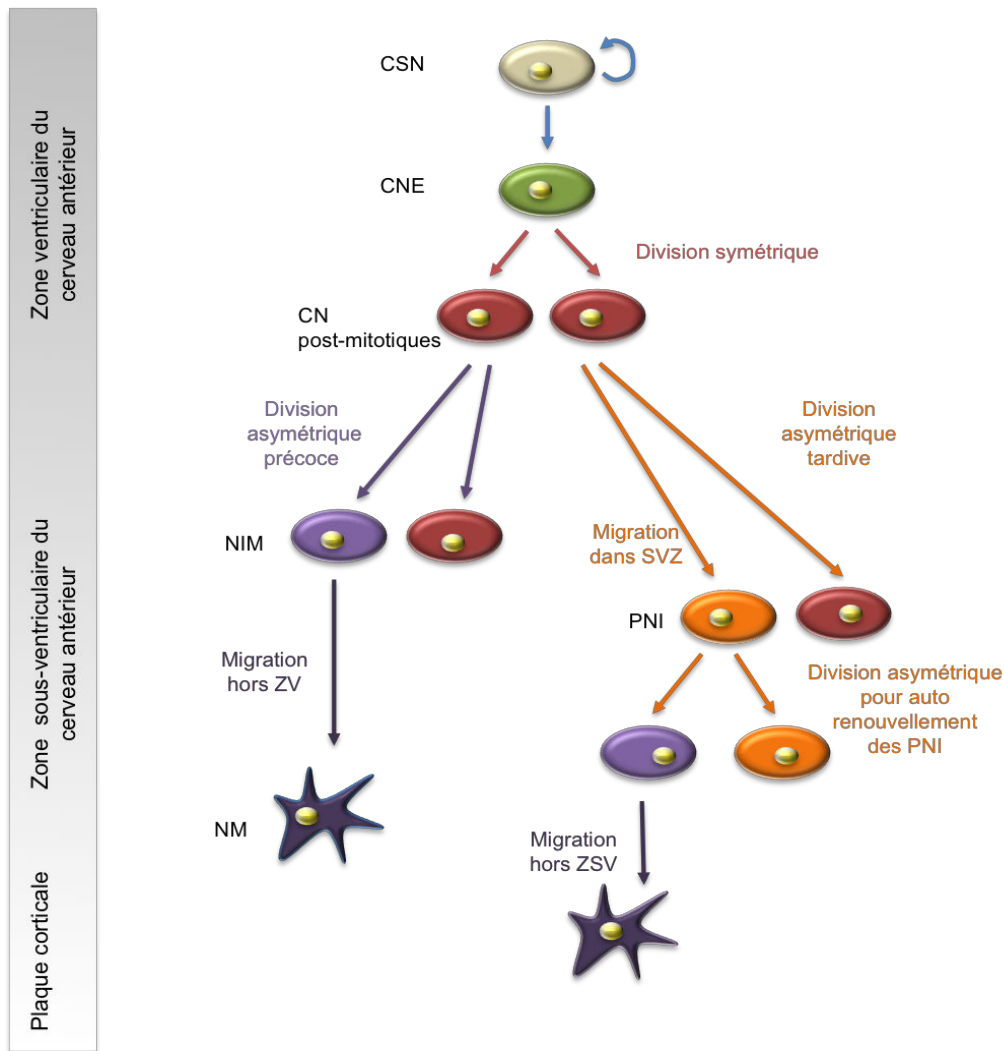 Zone ventriculaire du
cerveau antérieur
Zone sous-ventriculaire du
cerveau antérieur
Plaque corticale
CSN
CNE
Division symétrique
CN
post-mitotiques
Division
asymétrique
précoce
Division
asymétrique
tardive
NIM
Migration
dans SVZ
PNI
Migration
hors ZV
Division asymétrique
pour auto
renouvellement
des PNI
NM
Migration
hors ZSV